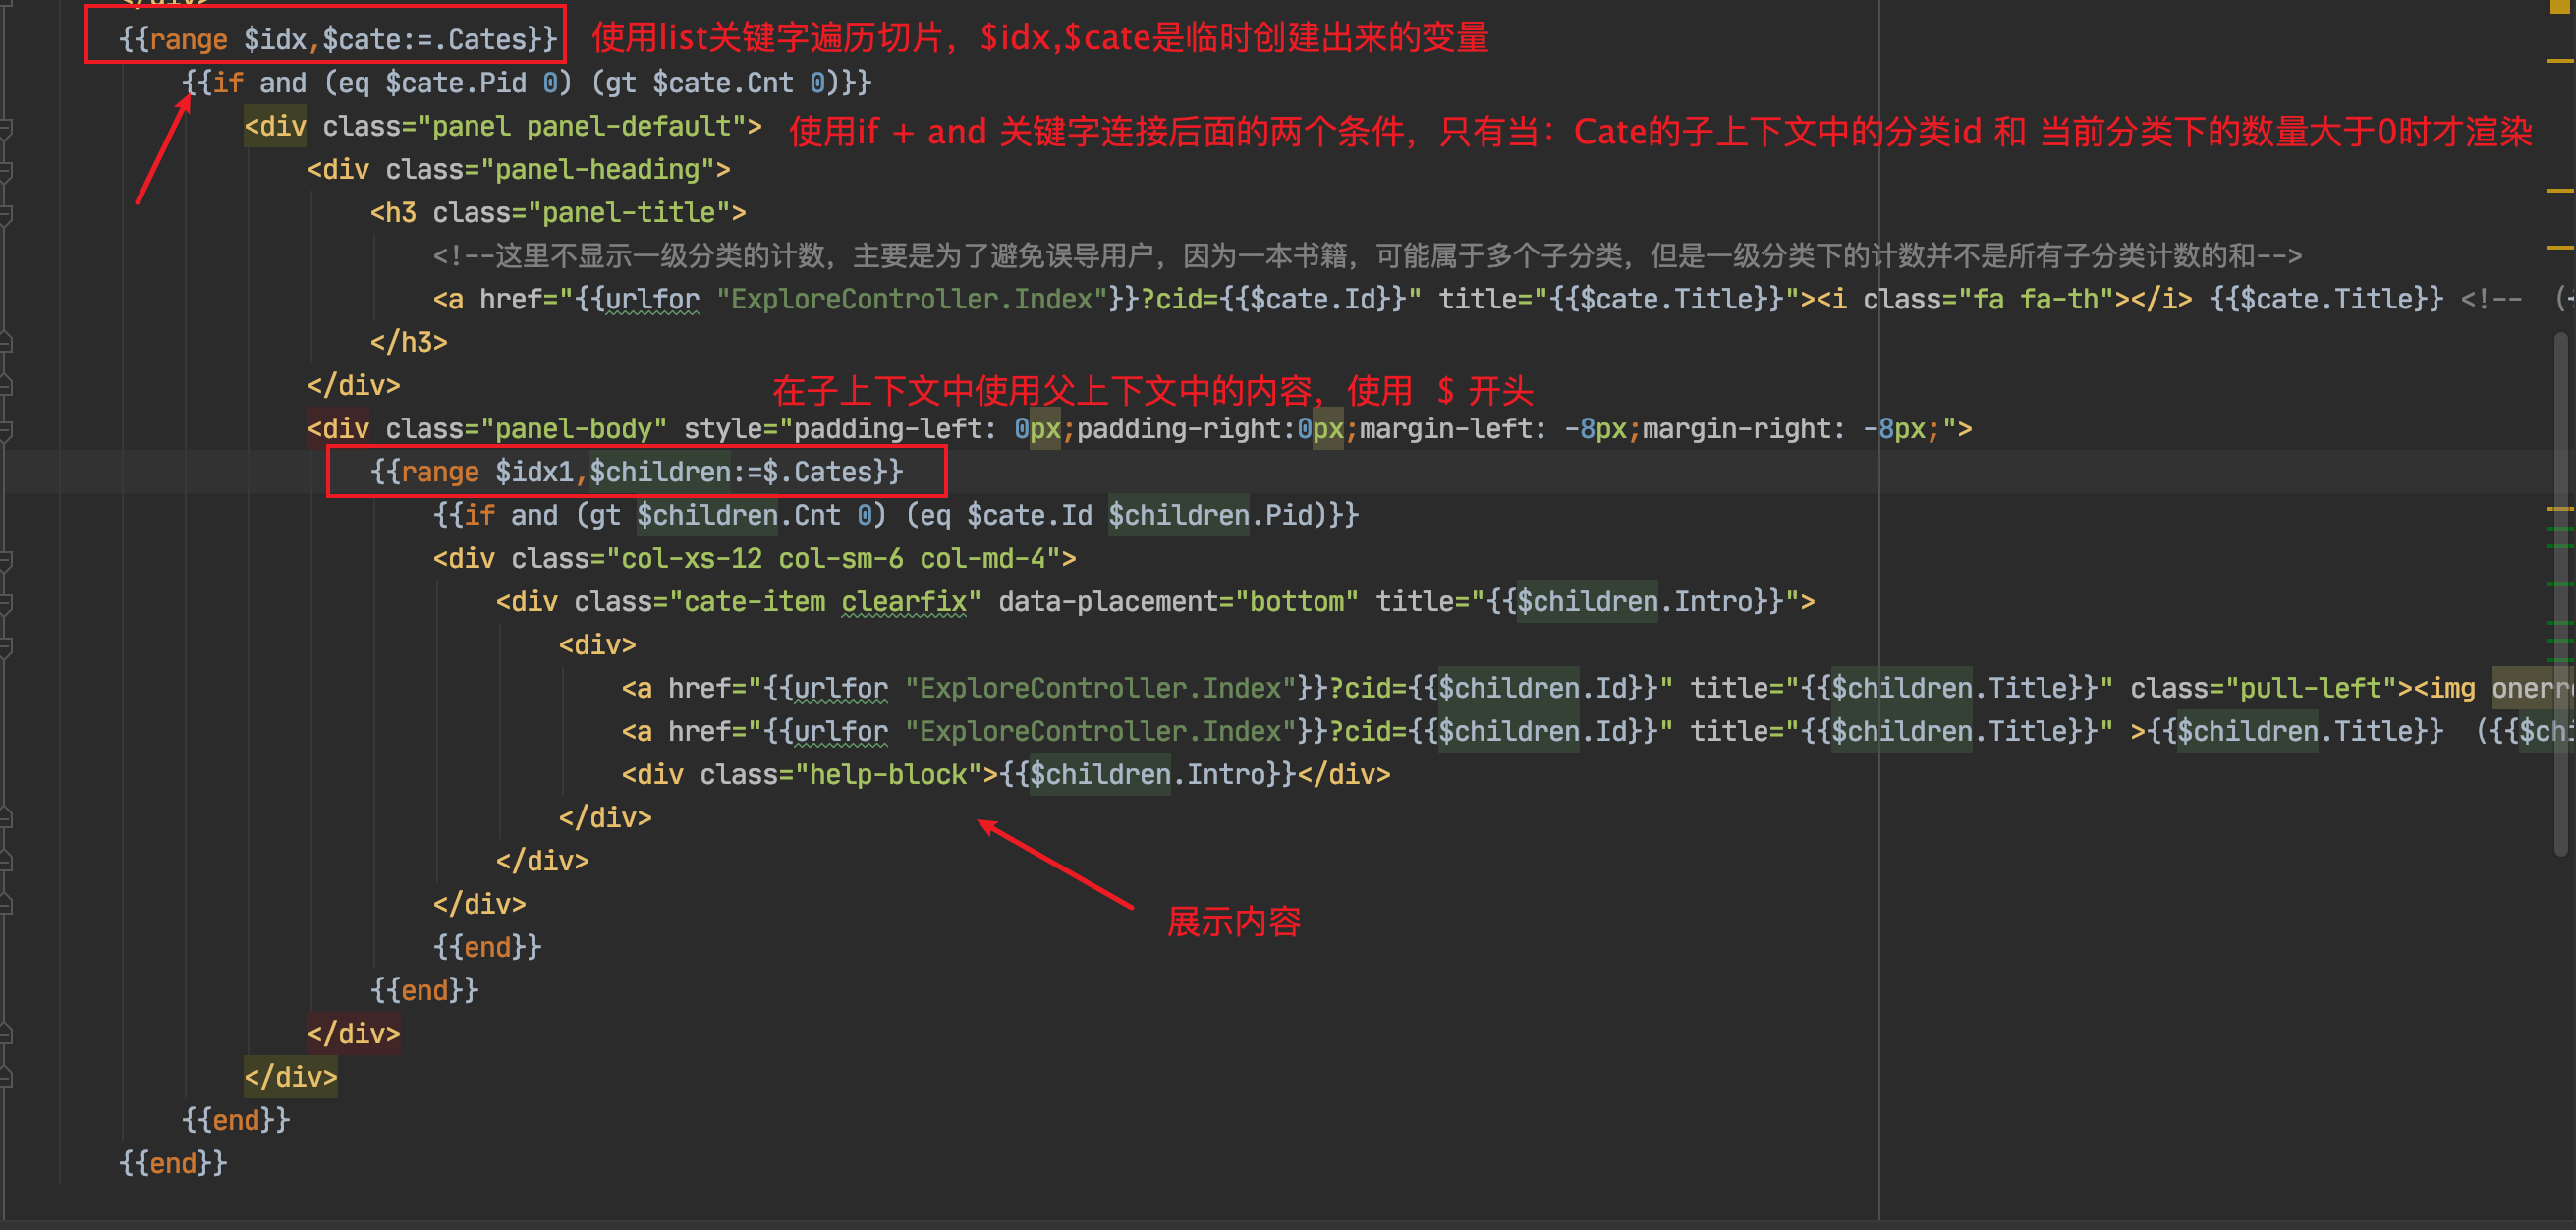 </div>
{{range $idx,$cate:=.Cates}} 使用list关键字遍历切片，$idx,$cate是临时创建出来的变量
{{if and (eq $cate.Pid 0) (gt $cate.Cnt 0)}}
<div class="panel panel-default"> 使用if + and 关键字连接后面的两个条件，只有当：Cate的子上下文中的分类id 和 当前分类下的数量大于0时才渲染
<div class="panel-heading">
<h3 class="panel-title">
<!--这里不显示一级分类的计数，主要是为了避免误导用户，因为一本书籍，可能属于多个子分类，但是一级分类下的计数并不是所有子分类计数的和-->
<a href="{{urlfor "ExploreController.Index"}}?cid={{$cate.Id}}" title="{{$cate.Title}}"><i class="fa fa-th"></i> {{$cate.Title}} <!-- (
</h3>
</div>
在子上下文中使用父上下文中的内容，使用 $ 开头
<div class="panel-body" style="padding-left: 0px;padding-right:0px;margin-left: -8px;margin-right: -8px;">
{{range $idx1,$children:=$.Cates}}
{{if and (gt $children.Cnt 0) (eq $cate.Id $children.Pid)}}
<div class="col-xs-12 col-sm-6 col-md-4">
<div class="cate-item clearfix" data-placement="bottom" title="{{$children.Intro}}">
<div>
<a href="{{urlfor "ExploreController.Index"}}?cid={{$children.Id}}" title="{{$children.Title}}" class="pull-left"><img onerr
<a href="{{urlfor "ExploreController.Index"}}?cid={{$children.Id}}" title="{{$children.Title}}" >{{$children.Title}} ({{$chi
<div class="help-block">{{$children.Intro}}</div>
</div>
</div>
</div>
展示内容
{{end}}
{{end}}
</div>
</div>
{{end}}
{{end}}